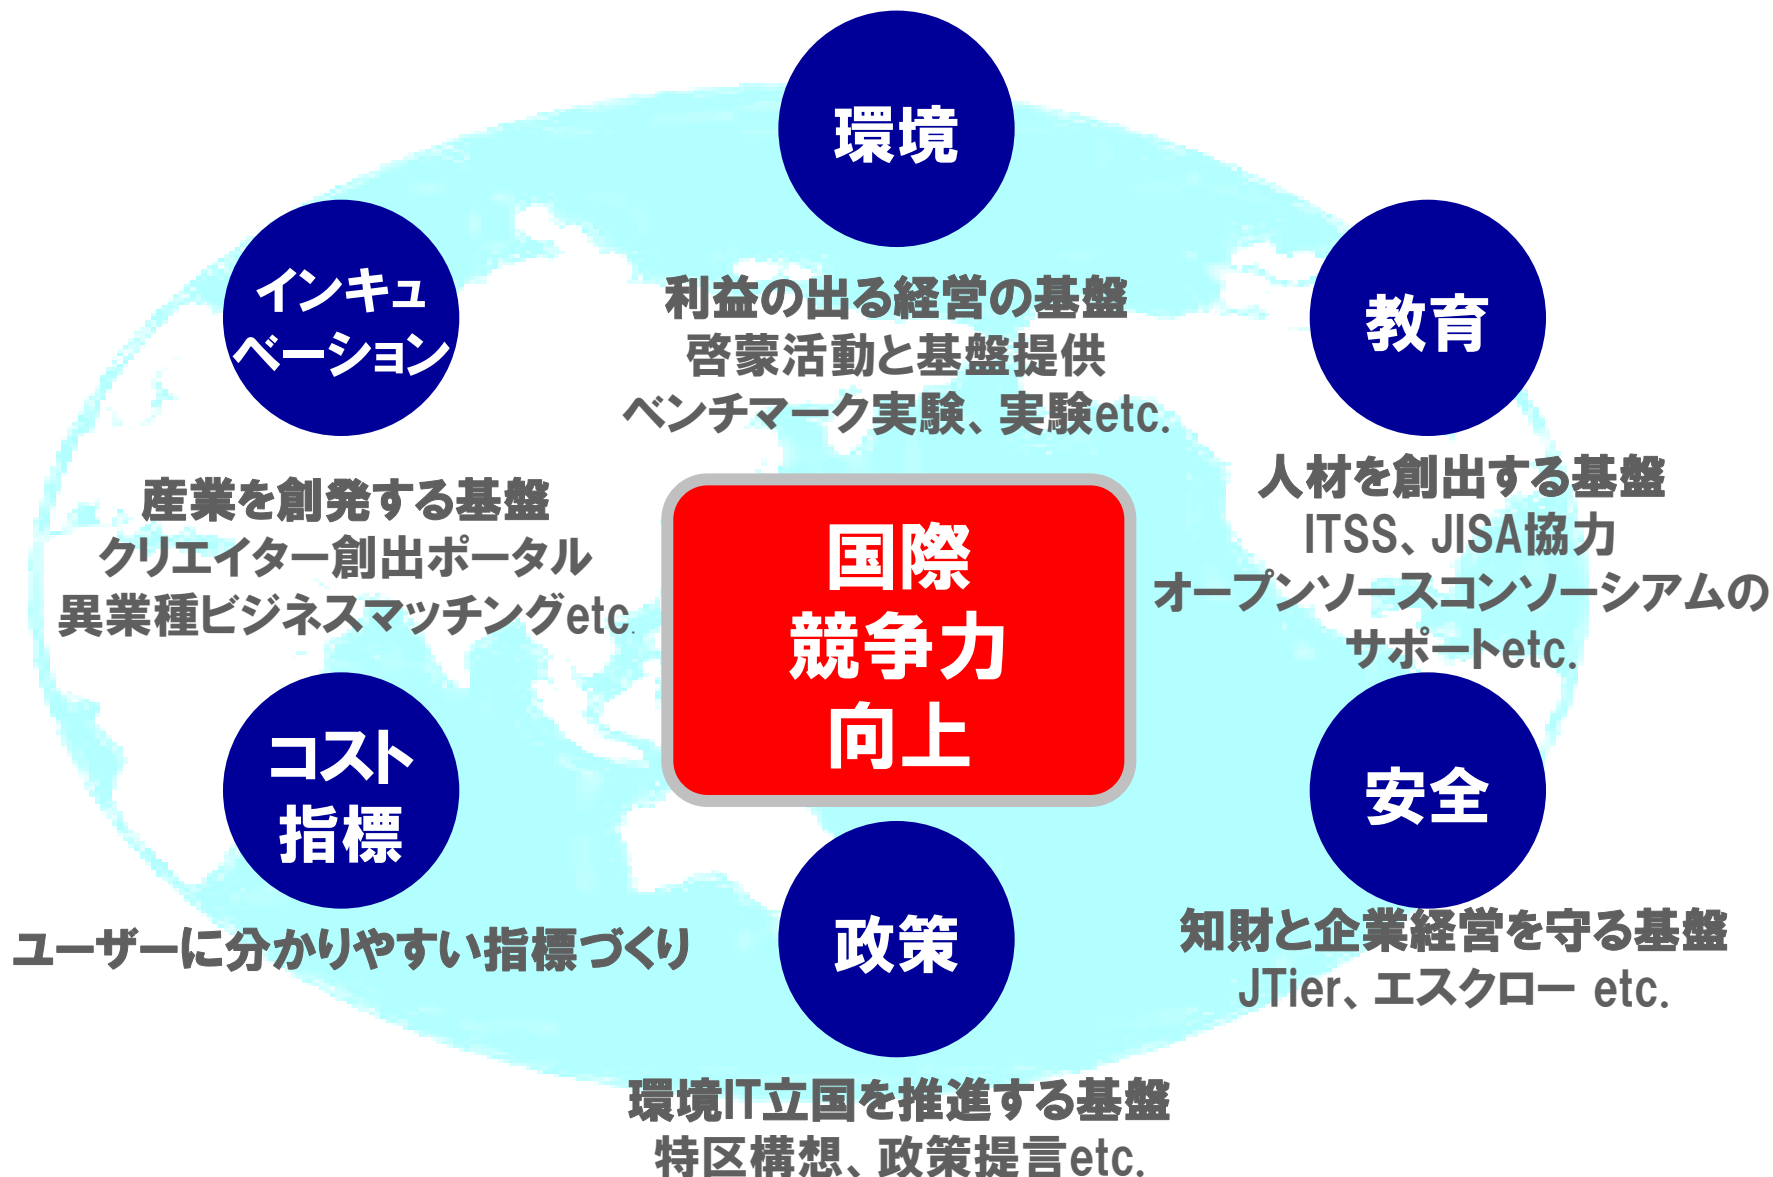 環境
利益の出る経営の基盤
啓蒙活動と基盤提供
ベンチマーク実験、実験etc.
インキュ
ベーション
産業を創発する基盤
クリエイター創出ポータル
異業種ビジネスマッチングetc.
教育
人材を創出する基盤
ITSS、JISA協力
オープンソースコンソーシアムの
サポートetc.
国際
競争力
向上
コスト
指標
ユーザーに分かりやすい指標づくり
安全
知財と企業経営を守る基盤
JTier、エスクロー etc.
政策
環境IT立国を推進する基盤
特区構想、政策提言etc.